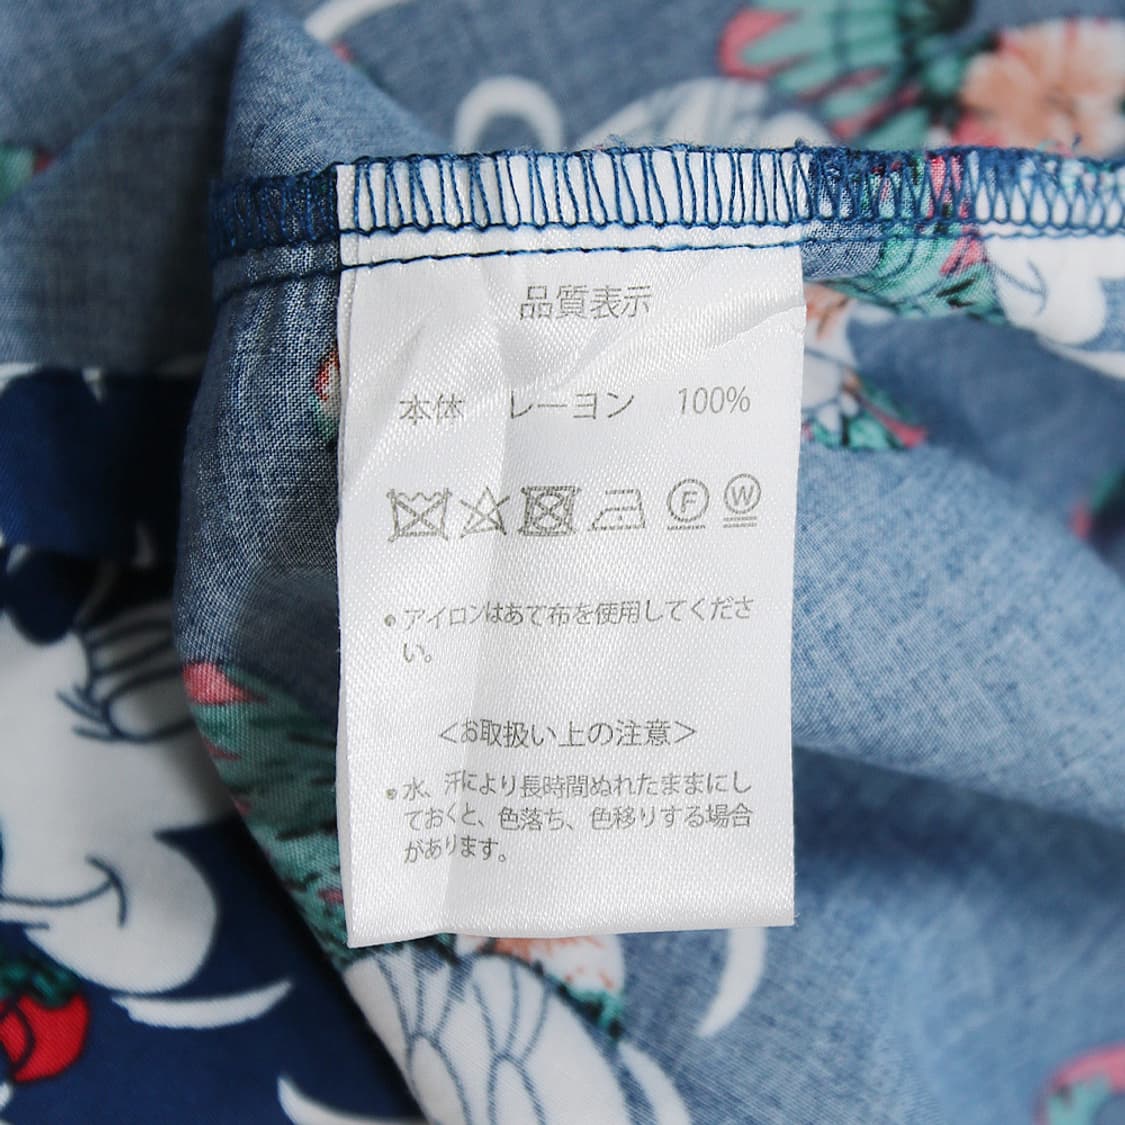 品質表示
本体 レーヨン 100%
F W
アイロンはあて布を使用してくださ
い。
<お取扱い上の注意>
水、汗により長時間ぬれたままにし
ておくと、色落ち、色移りする場合
があります。